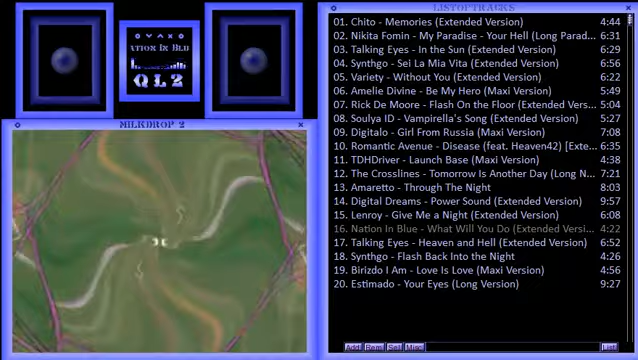 ation In Blu
QL2
MILKDROP 2
LIST OF TRACKS
01. Chito - Memories (Extended Version) 4:44
02. Nikita Fomin - My Paradise - Your Hell (Long Parad... 6:31
03. Talking Eyes - In the Sun (Extended Version) 6:29
04. Synthgo - Sei La Mia Vita (Extended Version) 6:56
05. Variety - Without You (Extended Version) 6:22
06. Amelie Divine - Be My Hero (Maxi Version) 5:49
07. Rick De Moore - Flash On the Floor (Extended Vers... 5:04
08. Soulya ID - Vampirella's Song (Extended Version) 5:27
09. Digitalo - Girl From Russia (Maxi Version) 7:08
10. Romantic Avenue - Disease (feat. Heaven42) [Exte... 6:35
11. TDHDriver - Launch Base (Maxi Version) 4:38
12. The Crosslines - Tomorrow Is Another Day (Long N... 7:21
13. Amaretto - Through The Night 8:03
14. Digital Dreams - Power Sound (Extended Version) 9:57
15. Lenroy - Give Me a Night (Extended Version) 6:08
16. Nation In Blue - What Will You Do (Extended Versi... 4:22
17. Talking Eyes - Heaven and Hell (Extended Version) 6:52
18. Synthgo - Flash Back Into the Night 4:26
19. Birizdo I Am - Love Is Love (Maxi Version) 4:56
20. Estimado - Your Eyes (Long Version) 9:27
Add Rem Sel Misc List